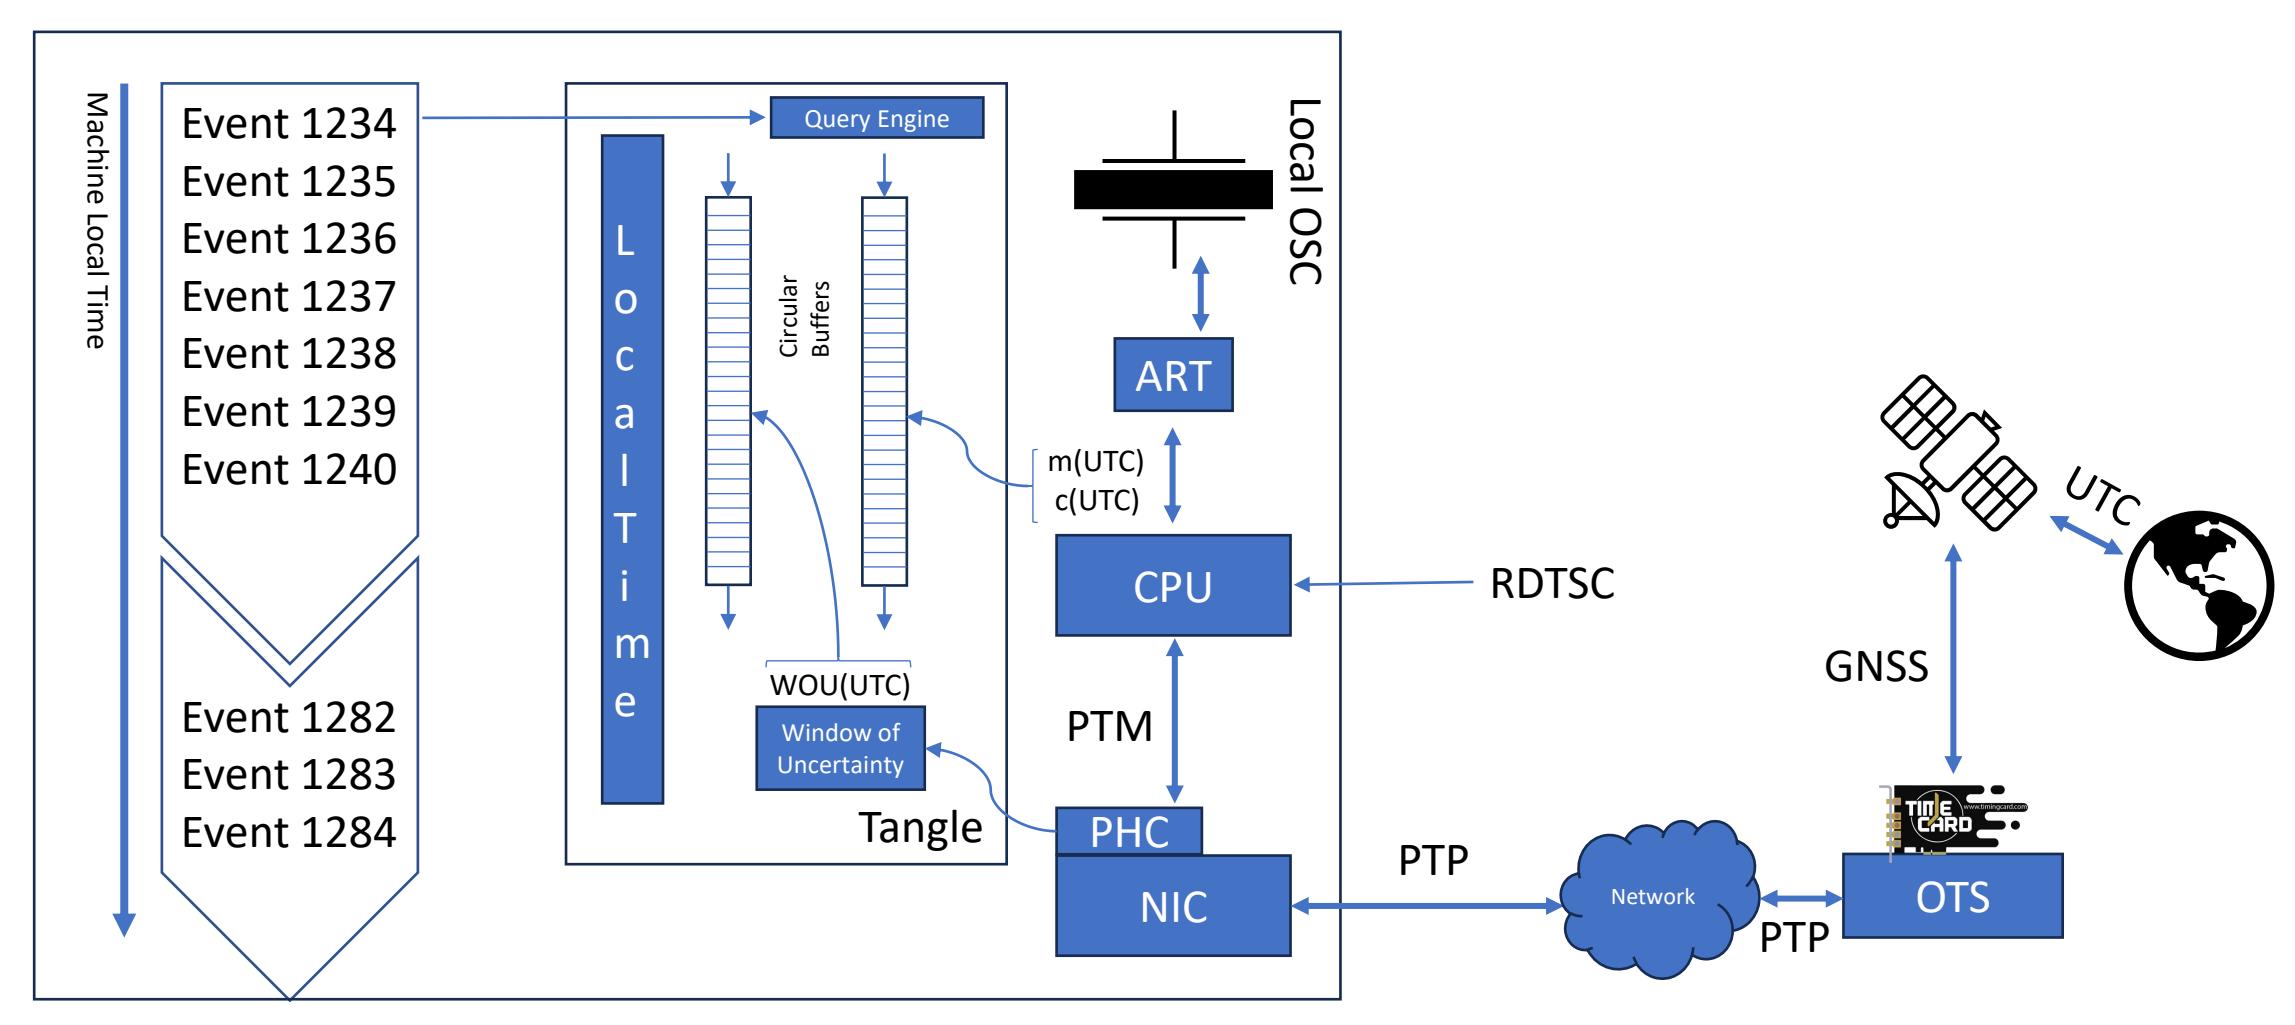 Machine Local Time
Event 1234
Event 1235
Event 1236
Event 1237
Event 1238
Event 1239
Event 1240
Event 1282
Event 1283
Event 1284
Query Engine
LocalTime
Circular
Buffers
WOU(UTC)
Window of
Uncertainty
Tangle
Local OSC
ART
m(UTC)
c(UTC)
CPU
RDTSC
PTM
PHC
NIC
PTP
Network
PTP
UTC
GNSS
TIME
CARD
www.timingcard.com
OTS